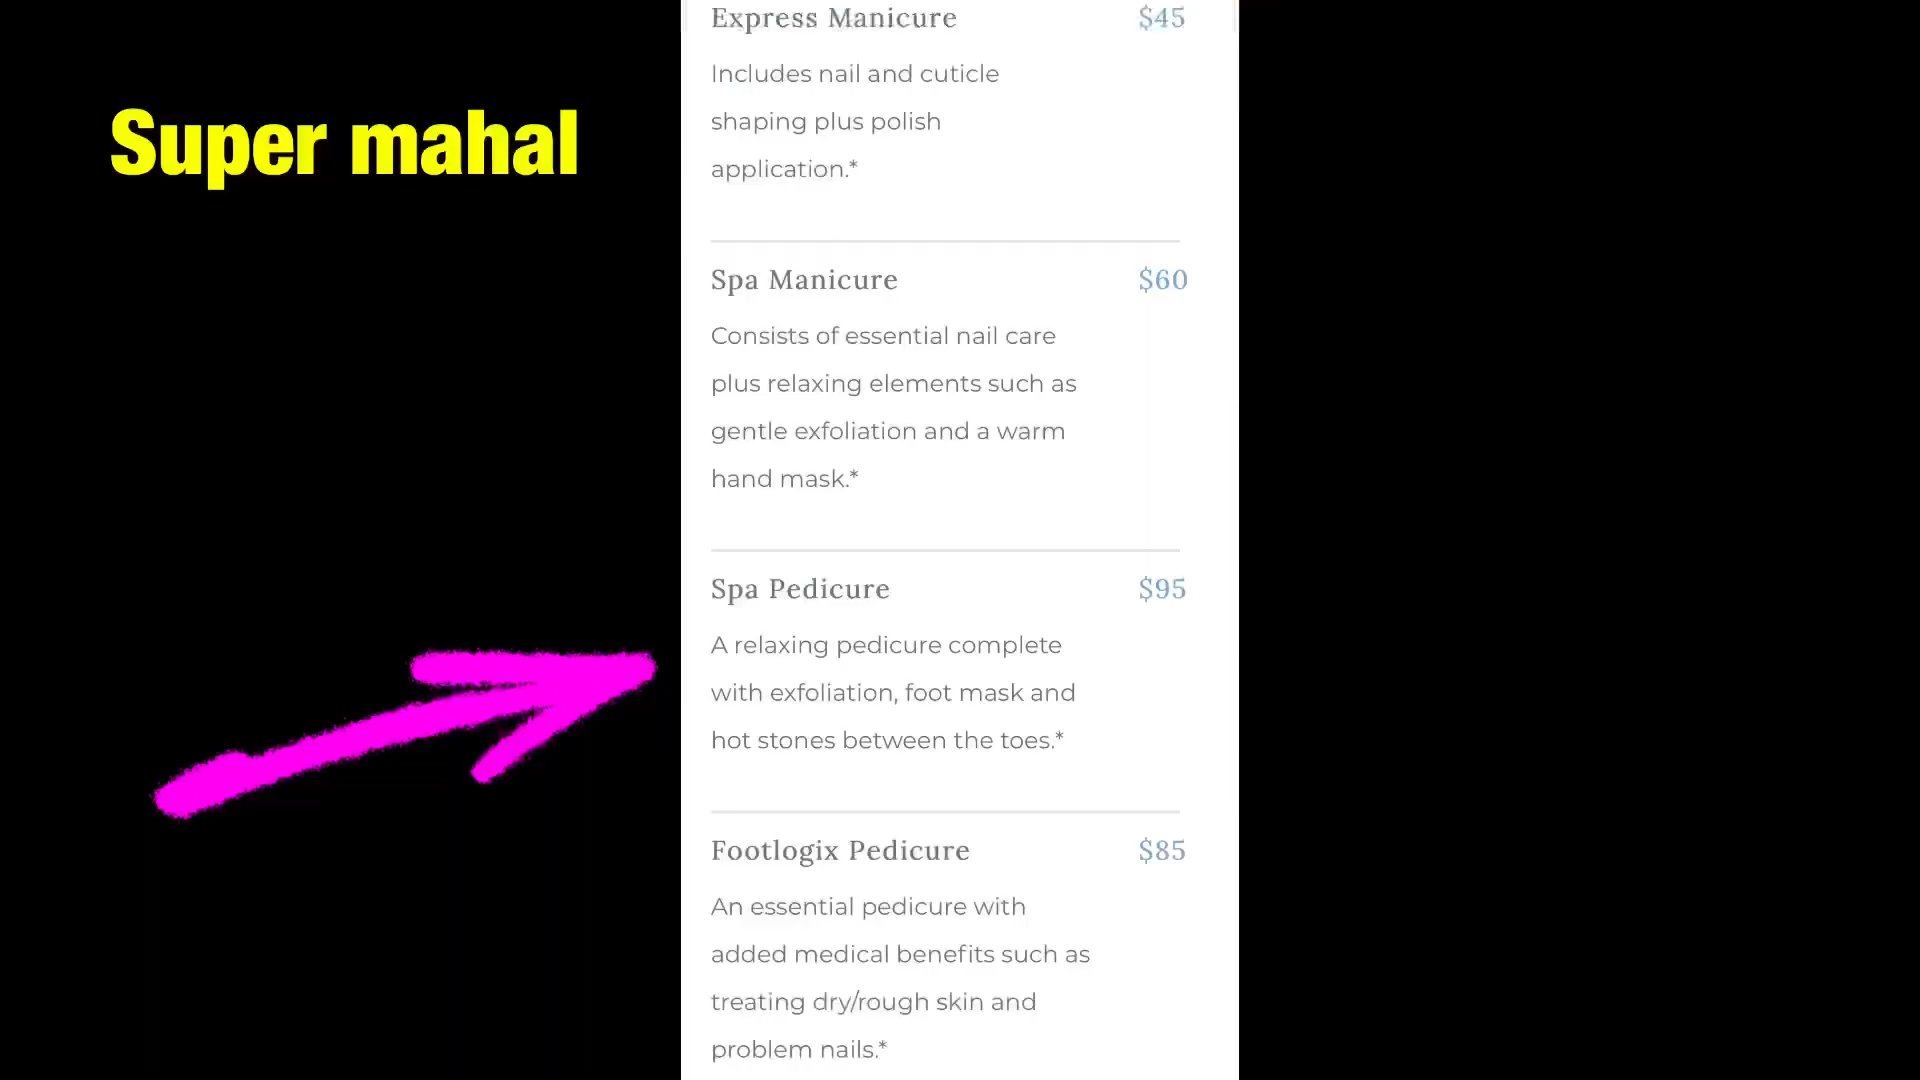 Super mahal
Express Manicure $45
Includes nail and cuticle
shaping plus polish
application.*
Spa Manicure $60
Consists of essential nail care
plus relaxing elements such as
gentle exfoliation and a warm
hand mask.*
Spa Pedicure $95
A relaxing pedicure complete
with exfoliation, foot mask and
hot stones between the toes.*
Footlogix Pedicure $85
An essential pedicure with
added medical benefits such as
treating dry/rough skin and
problem nails.*